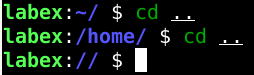 labex:~/ $ cd ..
labex:/home/ $ cd ..
labex:// $